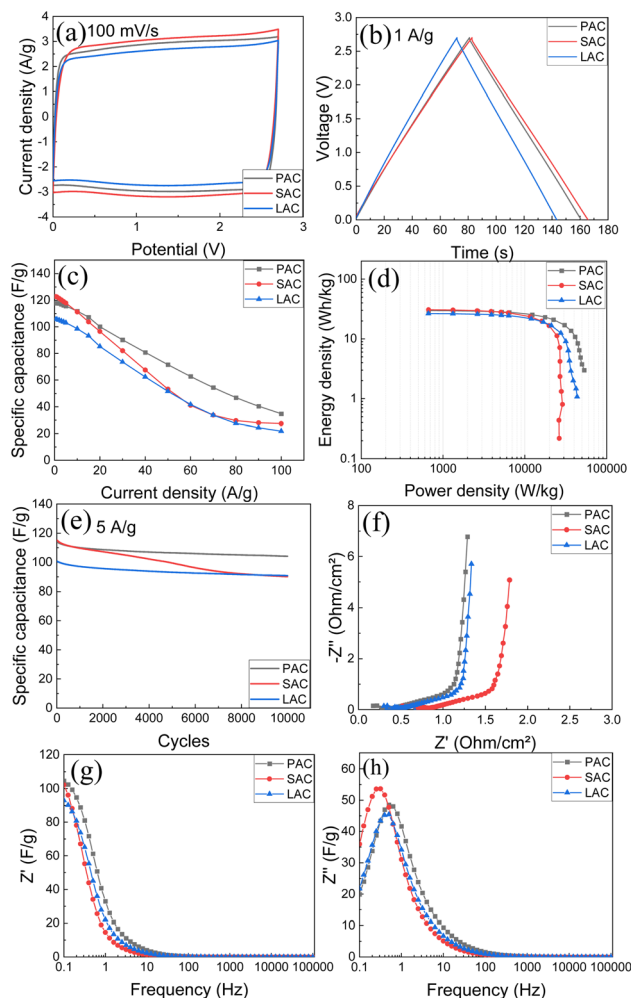 (a) 100 mV/s
Current density (A/g)
4
3
2
1
0
-1
-2
-3
-4
0 1 2 3
Potential (V)
PAC
SAC
LAC
(b) 1 A/g
Voltage (V)
3.0
2.5
2.0
1.5
1.0
0.5
0.0
0 20 40 60 80 100 120 140 160 180
Time (s)
PAC
SAC
LAC
(c)
Specific capacitance (F/g)
140
120
100
80
60
40
20
0
0 10 20 30 40 50 60 70 80 90 100
Current density (A/g)
PAC
SAC
LAC
(d)
Energy density (Wh/kg)
100
10
1
0.1
100 1000 10000 100000
Power density (W/kg)
PAC
SAC
LAC
(e) 5 A/g
Specific capacitance (F/g)
140
120
100
80
60
40
20
0
0 2000 4000 6000 8000 10000
Cycles
PAC
SAC
LAC
(f)
-Z" (Ohm/cm²)
8
6
4
2
0
0.0 0.5 1.0 1.5 2.0 2.5 3.0
Z' (Ohm/cm²)
PAC
SAC
LAC
(g)
Z' (F/g)
120
100
80
60
40
20
0
0.1 1 10 100 1000 10000 100000
Frequency (Hz)
PAC
SAC
LAC
(h)
Z" (F/g)
60
50
40
30
20
10
0
0.1 1 10 100 1000 10000 100000
Frequency (Hz)
PAC
SAC
LAC